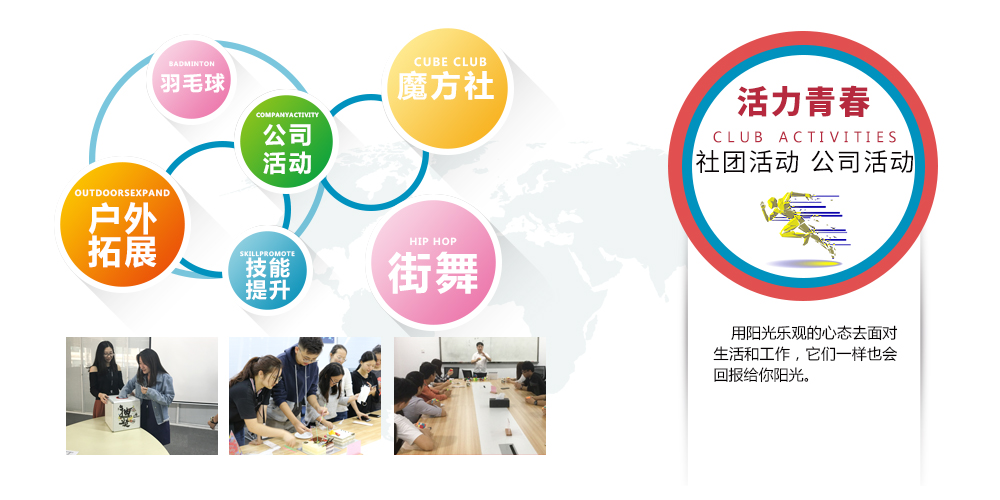 BADMINTON
羽毛球
CUBE CLUB
魔方社
COMPANYACTIVITY
公司
活动
OUTDOORSEXPAND
户外
拓展
SKILLPROMOTE
技能
提升
HIP HOP
街舞
活力青春
CLUB ACTIVITIES
社团活动 公司活动
用阳光乐观的心态去面对
生活和工作，它们一样也会
回报给你阳光。